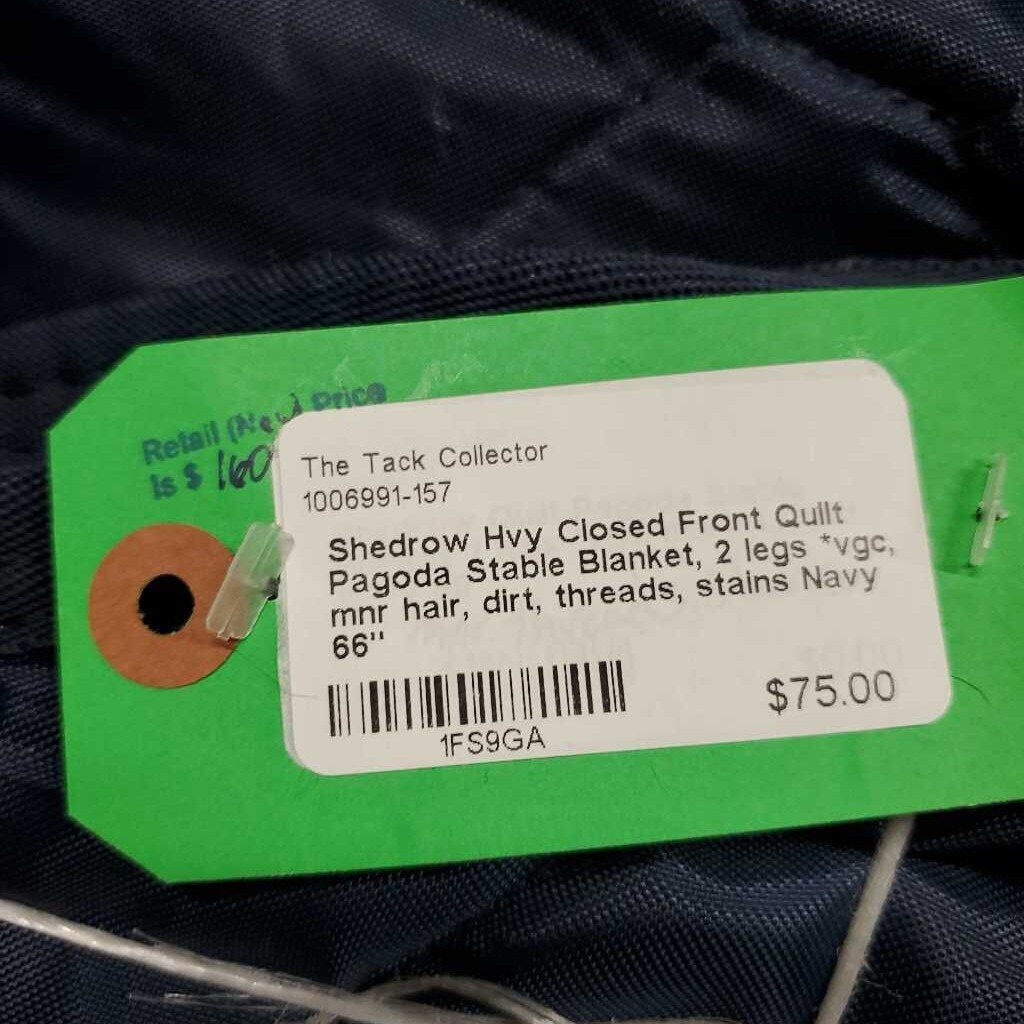 Retail (New) Price
Is $ 160
The Tack Collector
1006991-157
Shedrow Hvy Closed Front Quilt
Pagoda Stable Blanket, 2 legs *vgc,
mnr hair, dirt, threads, stains Navy
66"
$75.00
1FS9GA